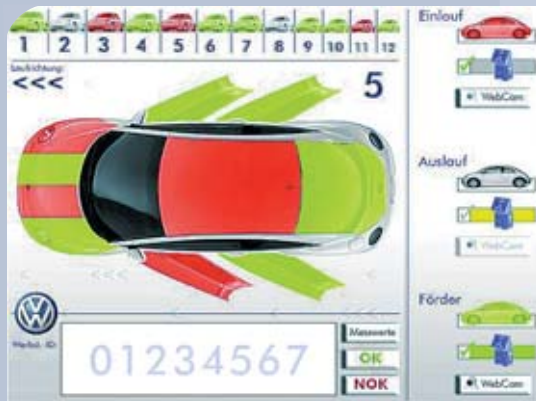 1 2 3 4 5 6 7 8 9 10 11 12
Laufrichtung:
<<<
5
<<<
VW
01234567
Messwerte
OK
NOK
Einlauf
WebCam
Auslauf
WebCam
Förder
WebCam